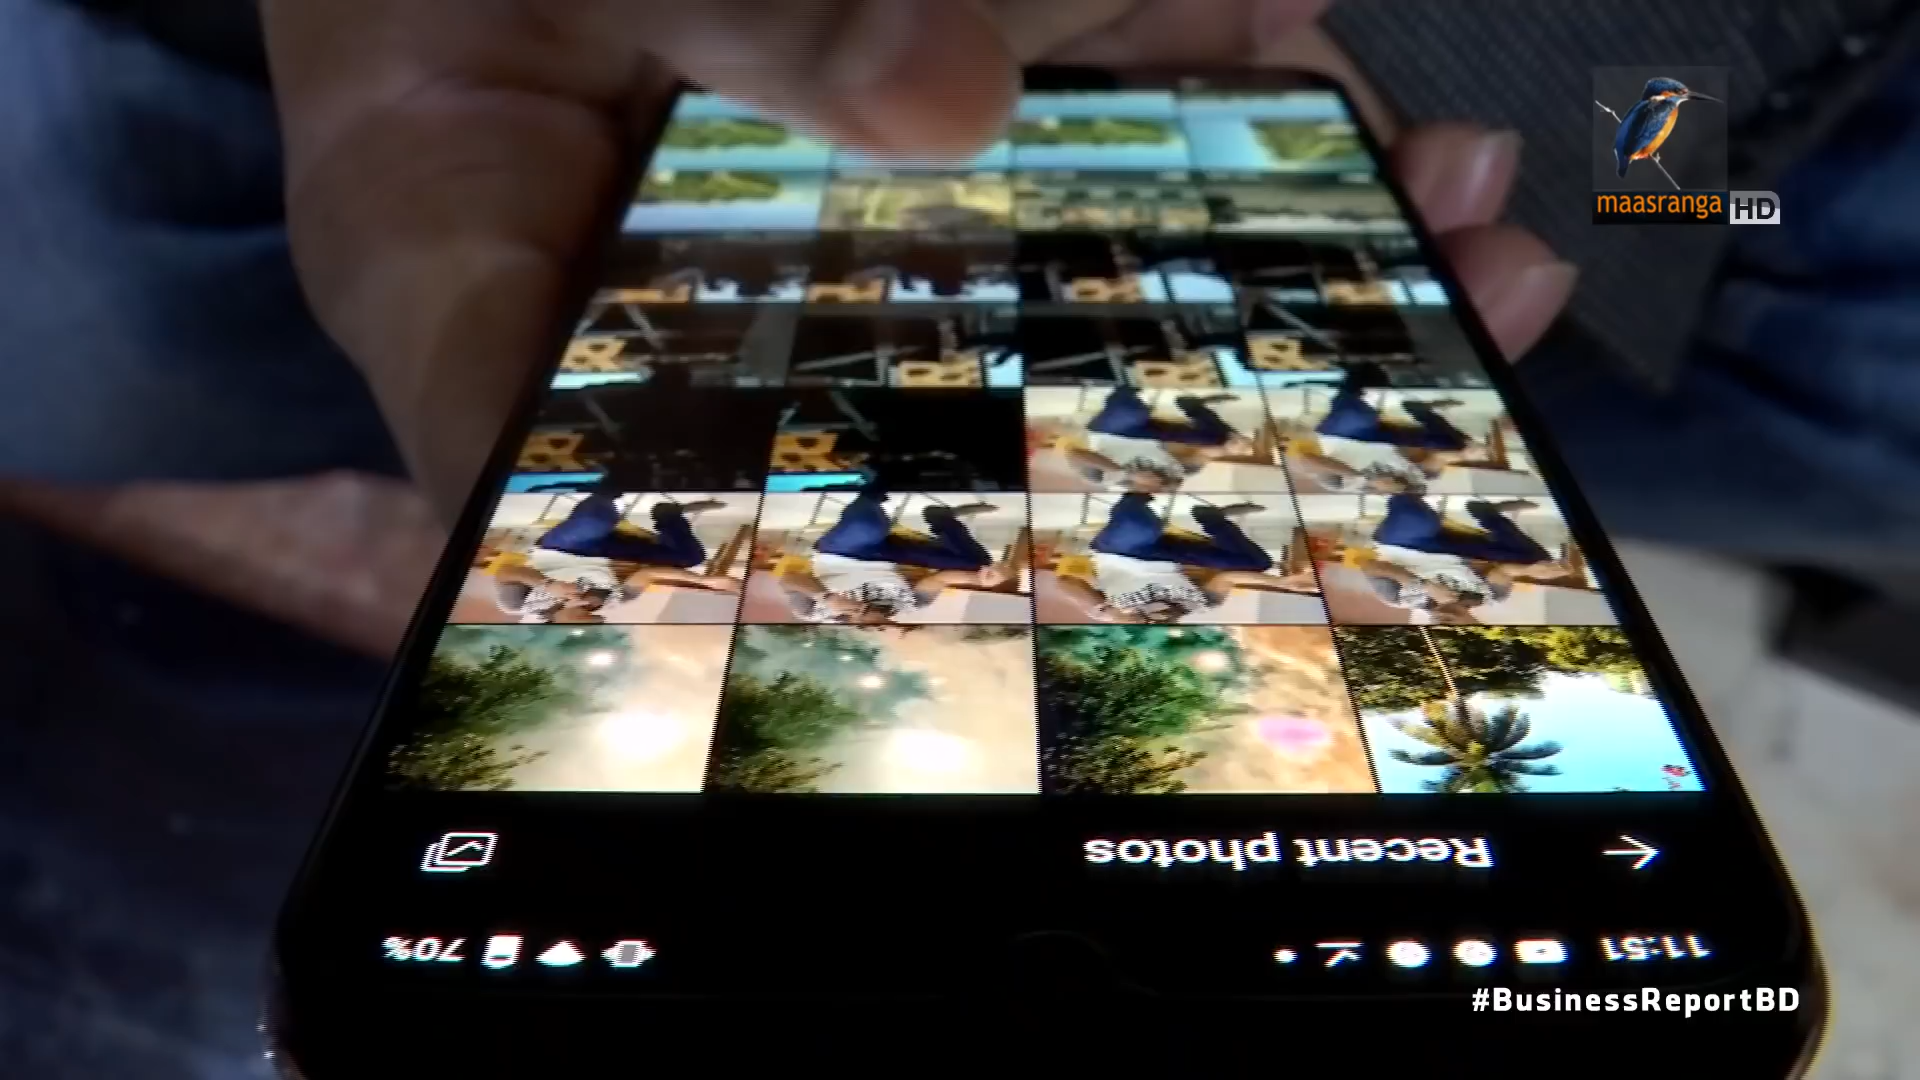 maasranga HD
Recent photos
70%
11:51
#BusinessReportBD